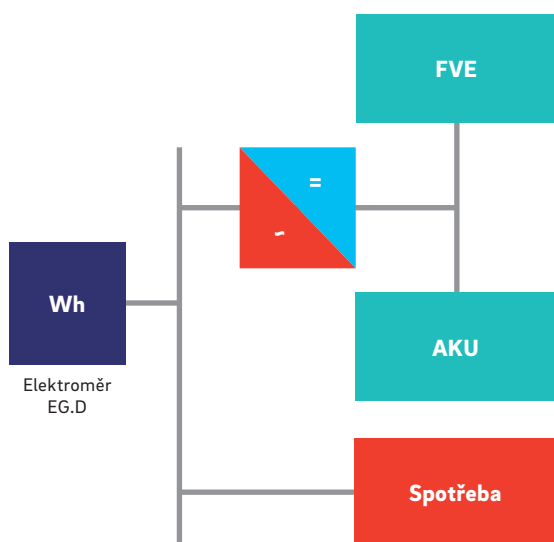 FVE
=
~
Wh
Elektroměr
EG.D
AKU
Spotřeba